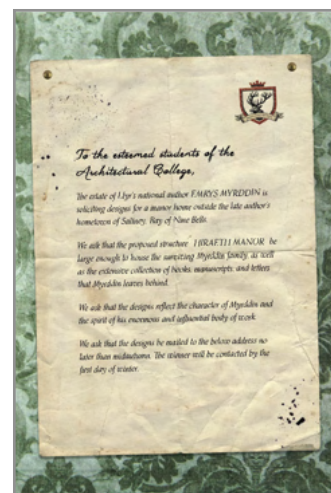 To the esteemed students of the
Architectural College,
The estate of Llyr's national author EMRYS MYRDDIN is
soliciting designs for a manor home outside the late author's
hometown of Saltney, Bay of Nine Bells.
We ask that the proposed structure HIRAETH MANOR be
large enough to house the surviving Myrddin family, as well
as the extensive collection of books, manuscripts, and letters
that Myrddin leaves behind.
We ask that the designs reflect the character of Myrddin and
the spirit of his enormous and influential body of work.
We ask that the designs be mailed to the below address no
later than midautumn. The winner will be contacted by the
first day of winter.